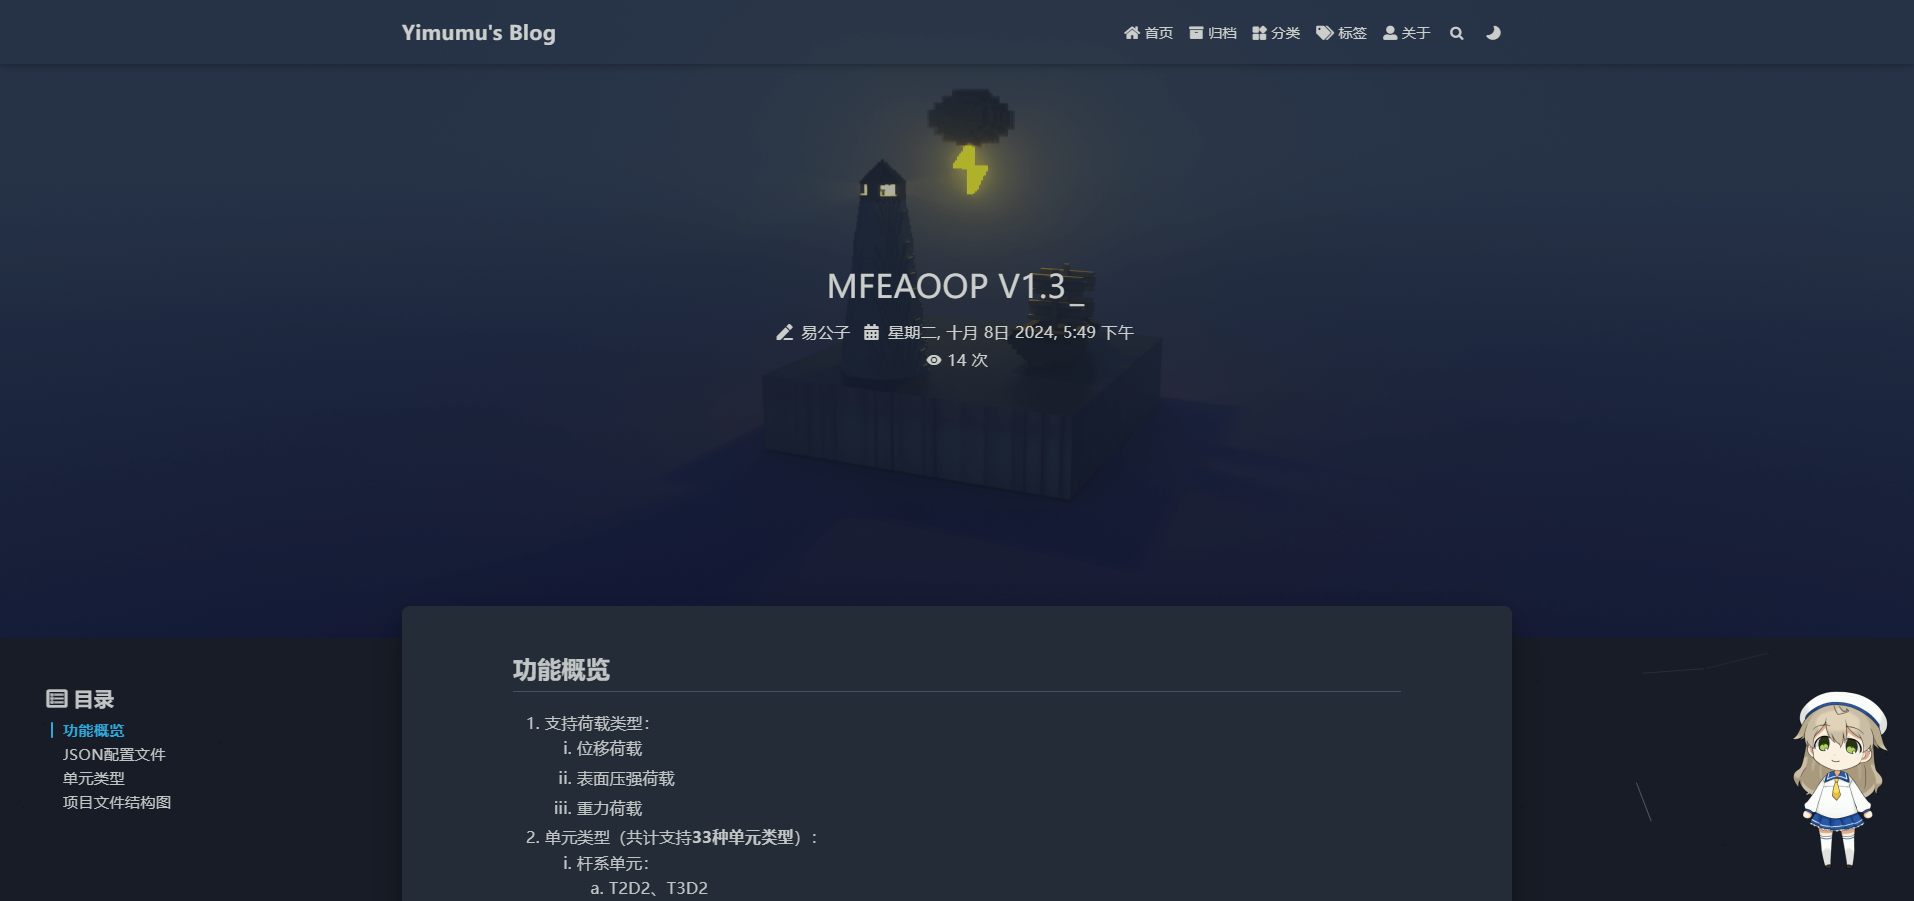 Yimumu's Blog
首页 归档 分类 标签 关于
MFEAOOP V1.3_
易公子 星期二, 十月 8日 2024, 5:49 下午
14 次
目录
功能概览
JSON配置文件
单元类型
项目文件结构图
功能概览
1. 支持荷载类型：
i. 位移荷载
ii. 表面压强荷载
iii. 重力荷载
2. 单元类型（共计支持33种单元类型）：
i. 杆系单元：
a. T2D2、T3D2